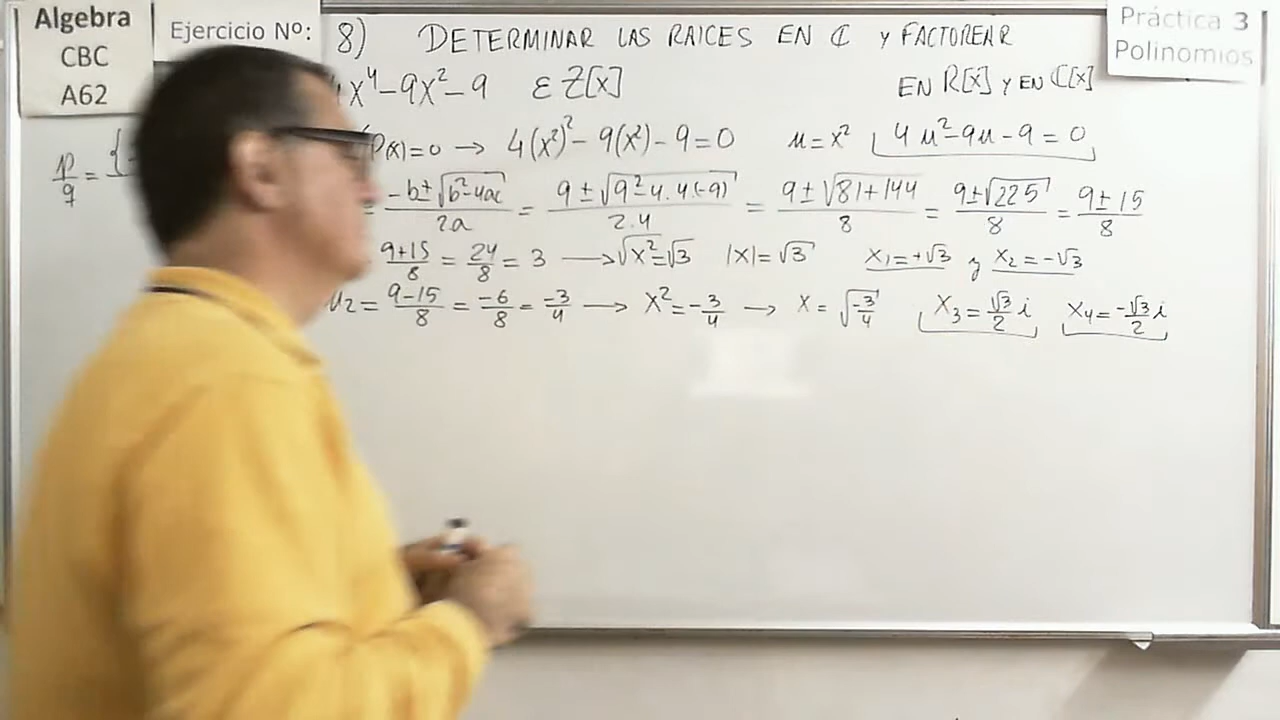 Algebra
CBC
A62
Ejercicio Nº:
8) DETERMINAR LAS RAICES EN ℂ Y FACTOREAR
EN R[X] Y EN ℂ[X]
Práctica 3
Polinomios
4x⁴-9x²-9 ε Z[x]
p/q = {
P(x)=0 → 4(x²)² - 9(x²) - 9 = 0 u = x² 4u² - 9u - 9 = 0
= (-b±√(b²-4ac))/2a = (9 ± √(9²-4.4(-9)))/2.4 = (9 ± √(81+144))/8 = (9±√225)/8 = (9±15)/8
(9+15)/8 = 24/8 = 3 → √x² = √3 |x| = √3 x₁ = +√3 y x₂ = -√3
u₂ = (9-15)/8 = -6/8 = -3/4 → x² = -3/4 → x = √(-3/4) x₃ = √3/2 i x₄ = -√3/2 i